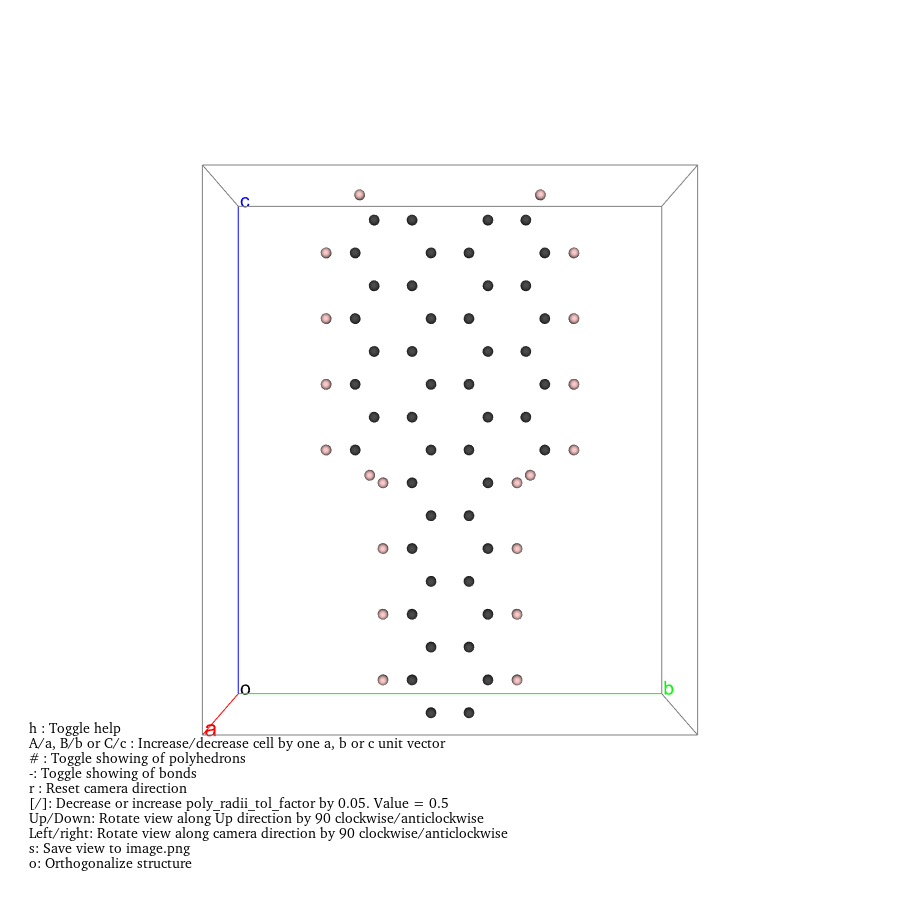 c
o
b
a
h : Toggle help
A/a, B/b or C/c : Increase/decrease cell by one a, b or c unit vector
# : Toggle showing of polyhedrons
-: Toggle showing of bonds
r : Reset camera direction
[/]: Decrease or increase poly_radii_tol_factor by 0.05. Value = 0.5
Up/Down: Rotate view along Up direction by 90 clockwise/anticlockwise
Left/right: Rotate view along camera direction by 90 clockwise/anticlockwise
s: Save view to image.png
o: Orthogonalize structure